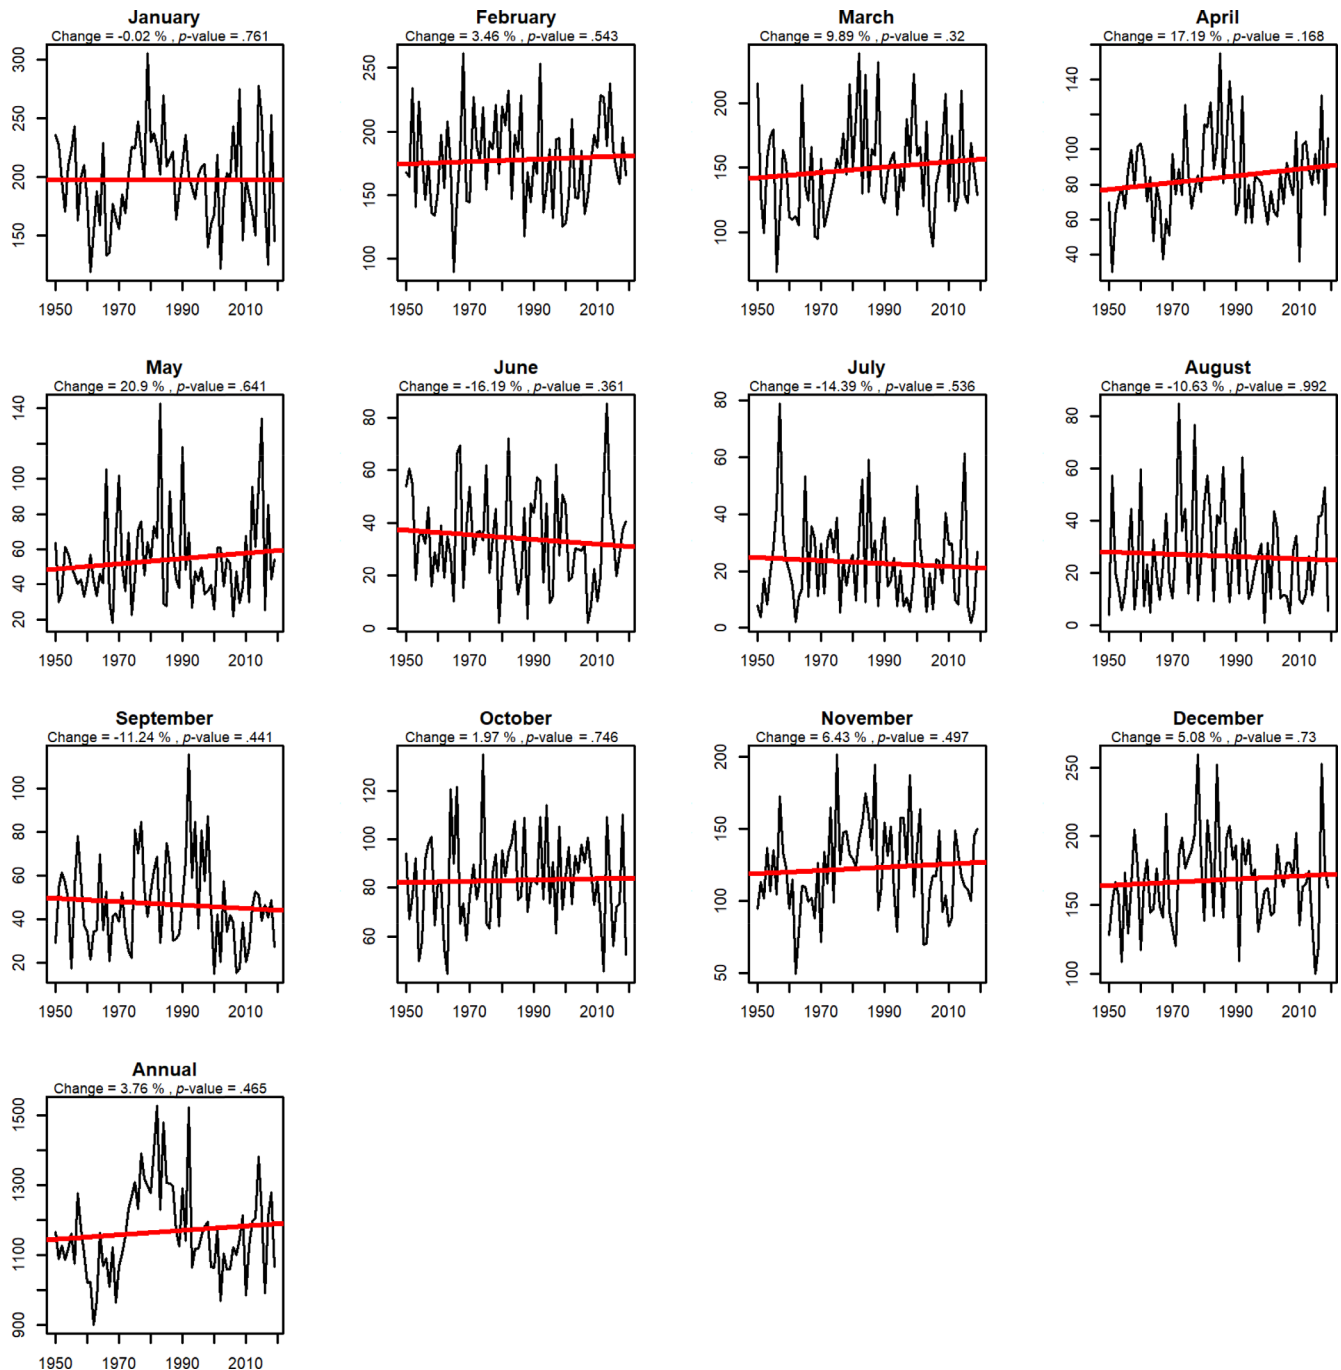 January February March April
Change = -0.02 % , p-value = .761 Change = 3.46 % , p-value = .543 Change = 9.89 % , p-value = .32 Change = 17.19 % , p-value = .168
300
250
200
150
1950 1970 1990 2010
250
200
150
100
1950 1970 1990 2010
200
150
100
1950 1970 1990 2010
140
120
100
80
60
40
1950 1970 1990 2010
May June July August
Change = 20.9 % , p-value = .641 Change = -16.19 % , p-value = .361 Change = -14.39 % , p-value = .536 Change = -10.63 % , p-value = .992
140
100
80
60
40
20
1950 1970 1990 2010
80
60
40
20
0
1950 1970 1990 2010
80
60
40
20
0
1950 1970 1990 2010
80
60
40
20
0
1950 1970 1990 2010
September October November December
Change = -11.24 % , p-value = .441 Change = 1.97 % , p-value = .746 Change = 6.43 % , p-value = .497 Change = 5.08 % , p-value = .73
100
80
60
40
20
1950 1970 1990 2010
120
100
80
60
1950 1970 1990 2010
200
150
100
50
1950 1970 1990 2010
250
200
150
100
1950 1970 1990 2010
Annual
Change = 3.76 % , p-value = .465
1500
1300
1100
900
1950 1970 1990 2010